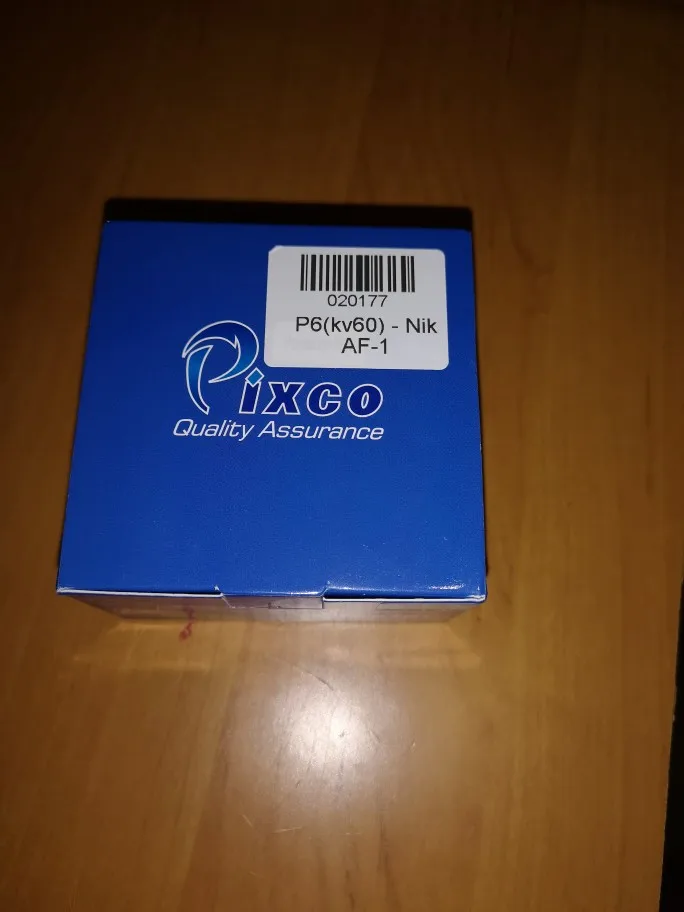 020177
P6(kv60) - Nik
AF-1
Pixco
Quality Assurance